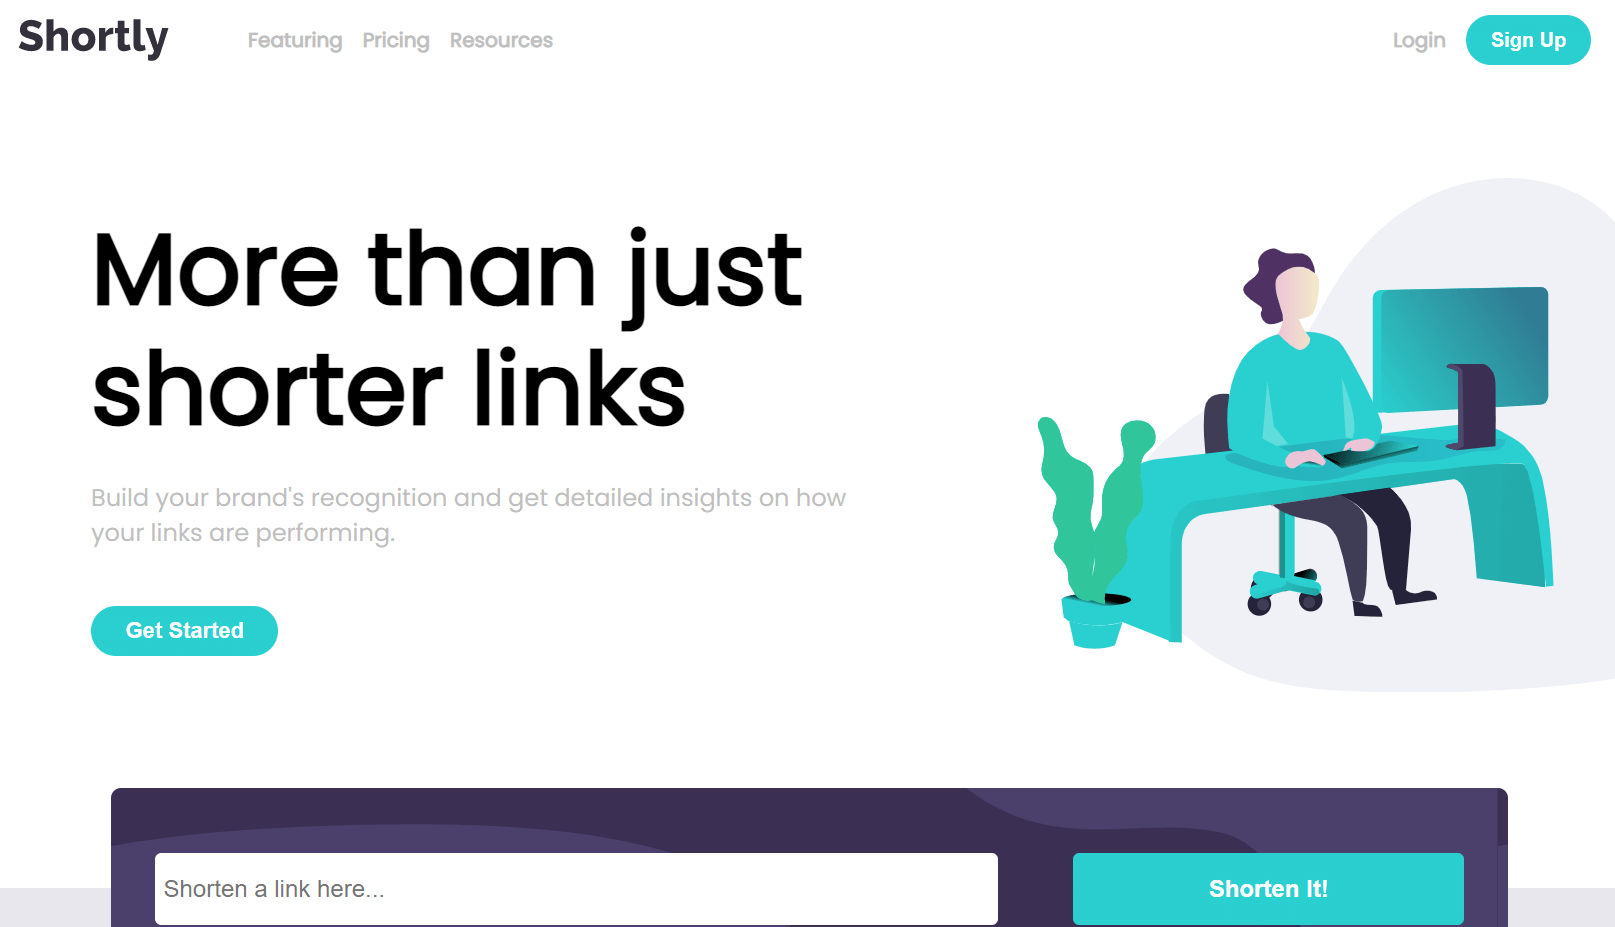 Shortly
Featuring Pricing Resources
Login Sign Up
More than just
shorter links
Build your brand's recognition and get detailed insights on how
your links are performing.
Get Started
Shorten a link here...
Shorten It!